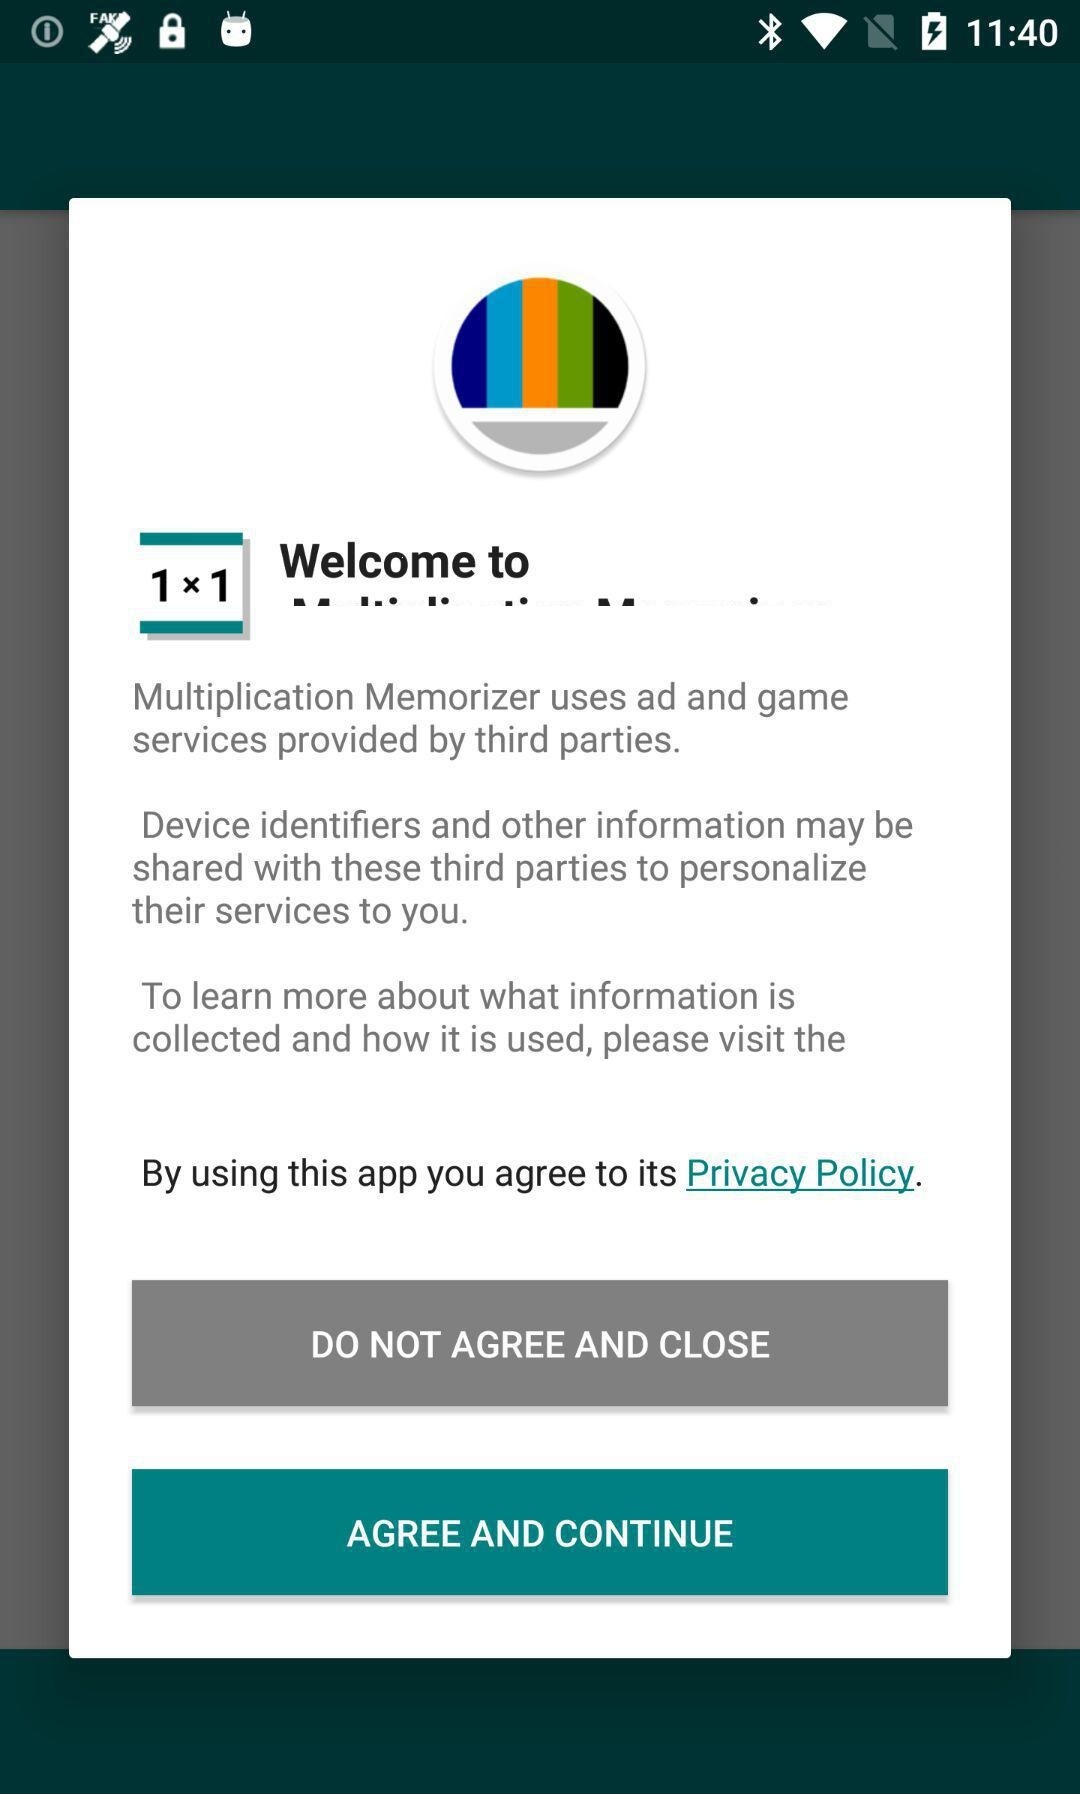 FAKE
11:40
1 × 1
Welcome to
Multiplication Memorizer uses ad and game
services provided by third parties.
Device identifiers and other information may be
shared with these third parties to personalize
their services to you.
To learn more about what information is
collected and how it is used, please visit the
By using this app you agree to its Privacy Policy.
DO NOT AGREE AND CLOSE
AGREE AND CONTINUE